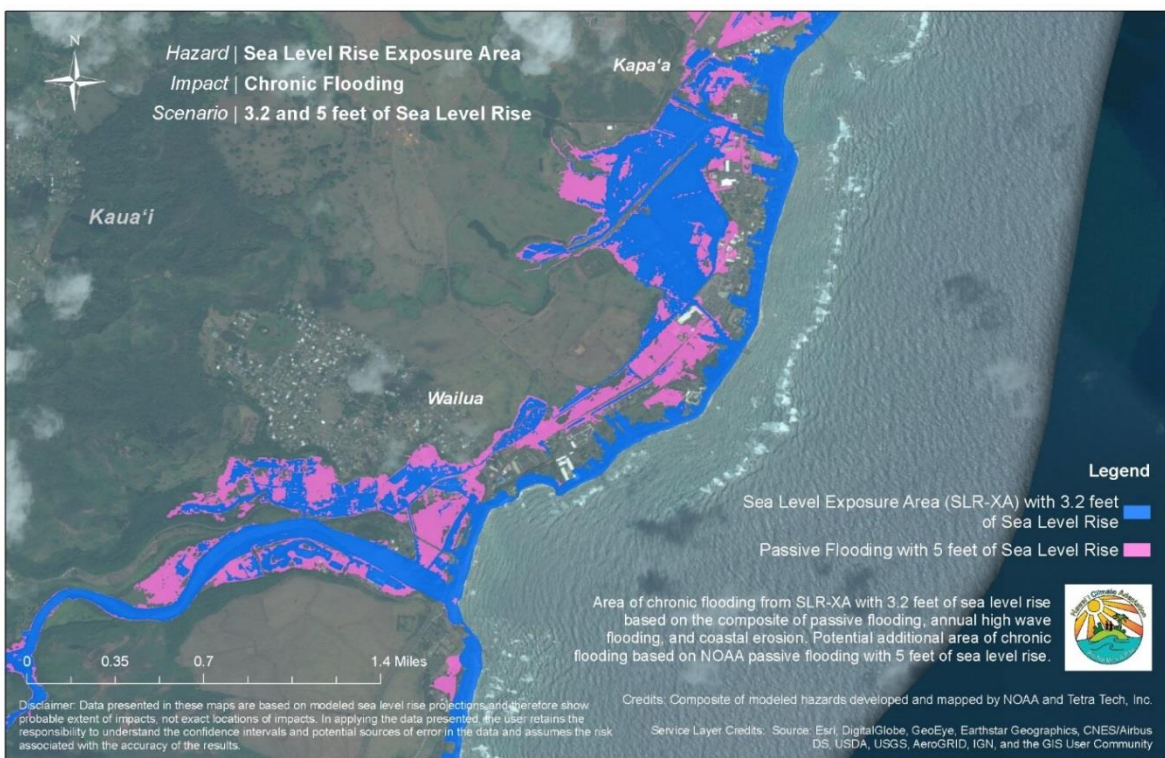 N
Hazard | Sea Level Rise Exposure Area
Impact | Chronic Flooding
Scenario | 3.2 and 5 feet of Sea Level Rise
Kapaʻa
Kauaʻi
Wailua
Legend
Sea Level Exposure Area (SLR-XA) with 3.2 feet
of Sea Level Rise
Passive Flooding with 5 feet of Sea Level Rise
Area of chronic flooding from SLR-XA with 3.2 feet of sea level rise
based on the composite of passive flooding, annual high wave
flooding, and coastal erosion. Potential additional area of chronic
flooding based on NOAA passive flooding with 5 feet of sea level rise.
Hawaiʻi Climate Adaptation
0 0.35 0.7 1.4 Miles
Disclaimer: Data presented in these maps are based on modeled sea level rise projections and therefore show
probable extent of impacts, not exact locations of impacts. In applying the data presented, the user retains the
responsibility to understand the confidence intervals and potential sources of error in the data and assumes the risk
associated with the accuracy of the results.
Credits: Composite of modeled hazards developed and mapped by NOAA and Tetra Tech, Inc.
Service Layer Credits: Source: Esri, DigitalGlobe, GeoEye, Earthstar Geographics, CNES/Airbus
DS, USDA, USGS, AeroGRID, IGN, and the GIS User Community